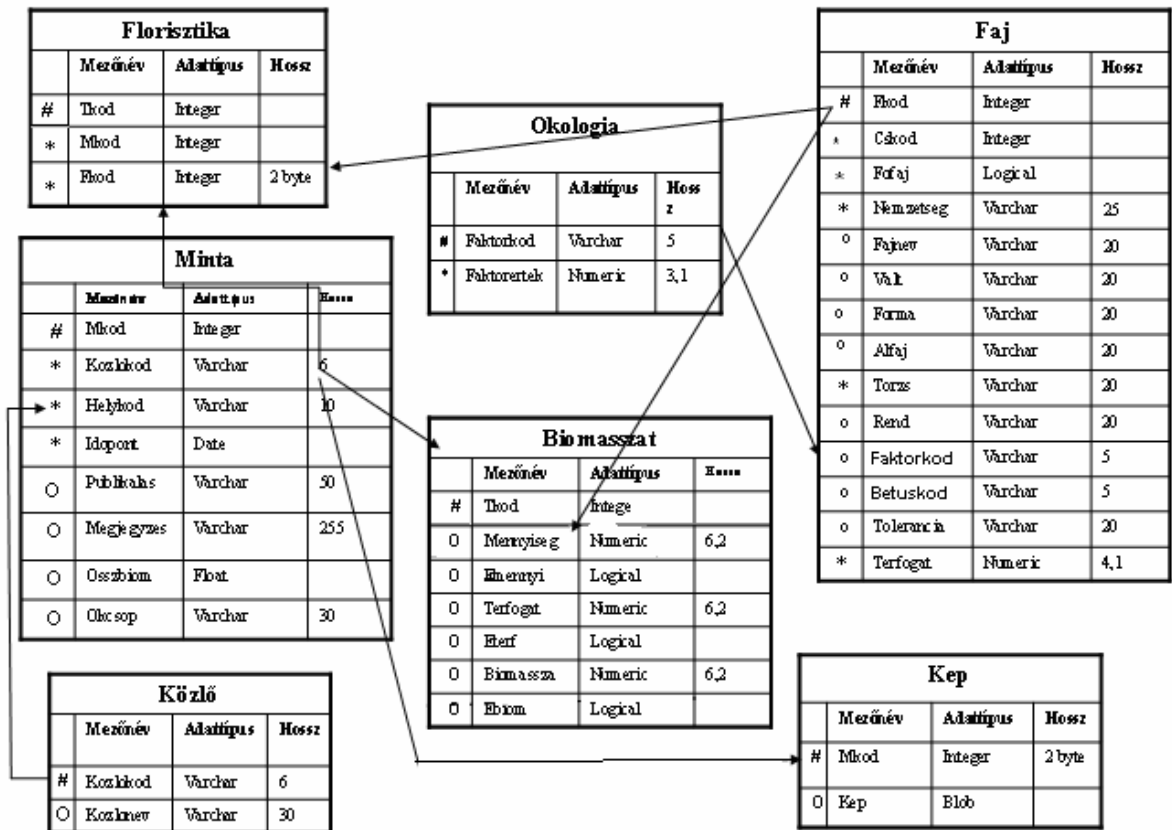 Florisztika
Mezőnév Adattípus Hossz
# Tkod Integer
* Mkod Integer
* Fkod Integer 2 byte
Minta
Mezőnév Adattípus Hossz
# Mkod Integer
* Kozlokod Varchar 6
* Helykod Varchar 10
* Idopont Date
O Publikalas Varchar 50
O Megjegyzes Varchar 255
O Osszbiom Float
O Okcsop Varchar 30
Közlő
Mezőnév Adattípus Hossz
# Kozlokod Varchar 6
O Kozlonev Varchar 30
Okologia
Mezőnév Adattípus Hossz
# Faktorkod Varchar 5
* Faktorertek Numeric 3,1
Biomasszat
Mezőnév Adattípus Hossz
# Tkod Intege
O Mennyiseg Numeric 6,2
O Emennyi Logical
O Terfogat Numeric 6,2
O Eterf Logical
O Biomassza Numeric 6,2
O Ebiom Logical
Faj
Mezőnév Adattípus Hossz
# Fkod Integer
* Cskod Integer
* Fofaj Logical
* Nemzetseg Varchar 25
o Fajnev Varchar 20
o Valt Varchar 20
o Forma Varchar 20
o Alfaj Varchar 20
* Torzs Varchar 20
o Rend Varchar 20
o Faktorkod Varchar 5
o Betuskod Varchar 5
o Tolerancia Varchar 20
* Terfogat Numeric 4,1
Kep
Mezőnév Adattípus Hossz
# Mkod Integer 2 byte
O Kep Blob